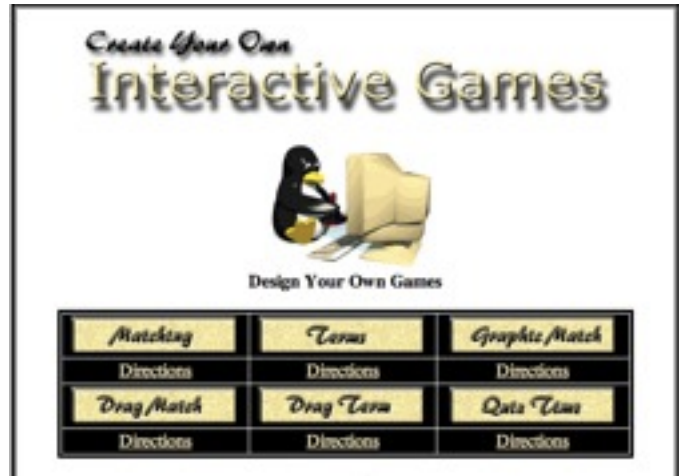 Create Your Own
Interactive Games
Design Your Own Games
Matching Terms Graphic Match
Directions Directions Directions
Drag Match Drag Term Quiz Time
Directions Directions Directions